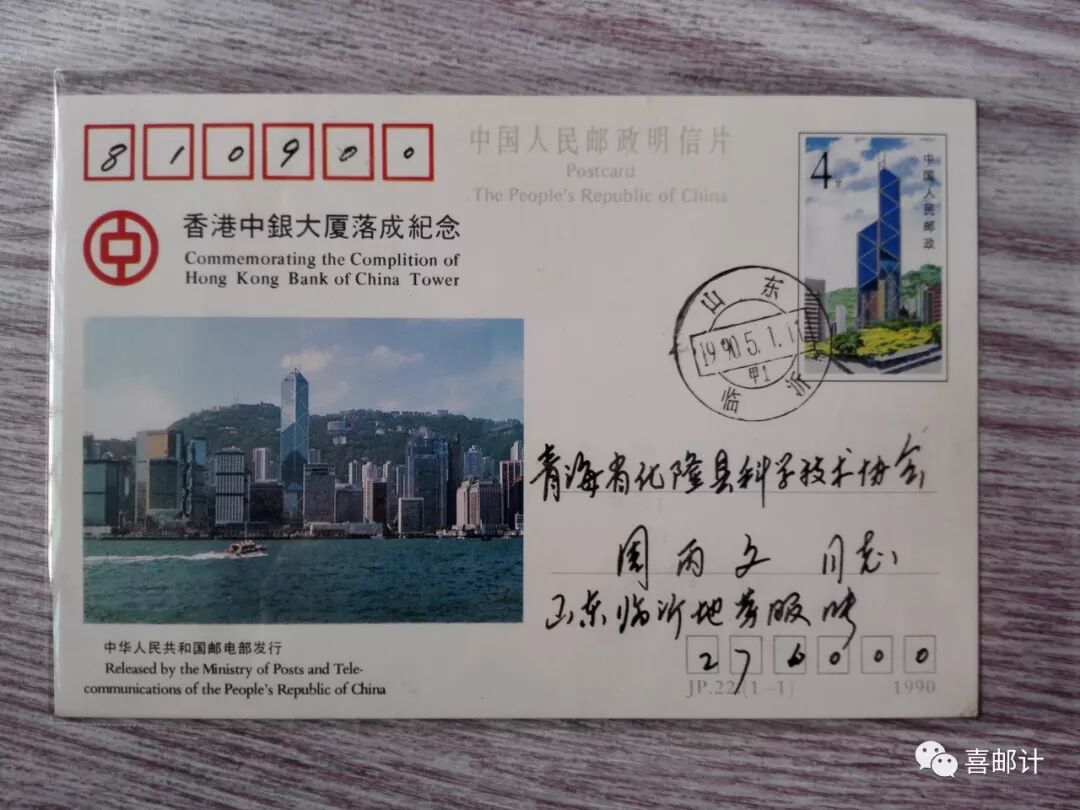 810900
中国人民邮政明信片
Postcard
The People's Republic of China
4分
中国人民邮政
香港中銀大厦落成紀念
Commemorating the Complition of
Hong Kong Bank of China Tower
山东
1990.5.1.11
甲1
临沂
青海省化隆县科学技术协会
周丙文 同志
山东临沂地
276000
JP.22.(1-1) 1990
中华人民共和国邮电部发行
Released by the Ministry of Posts and Tele-
communications of the People's Republic of China
喜邮计